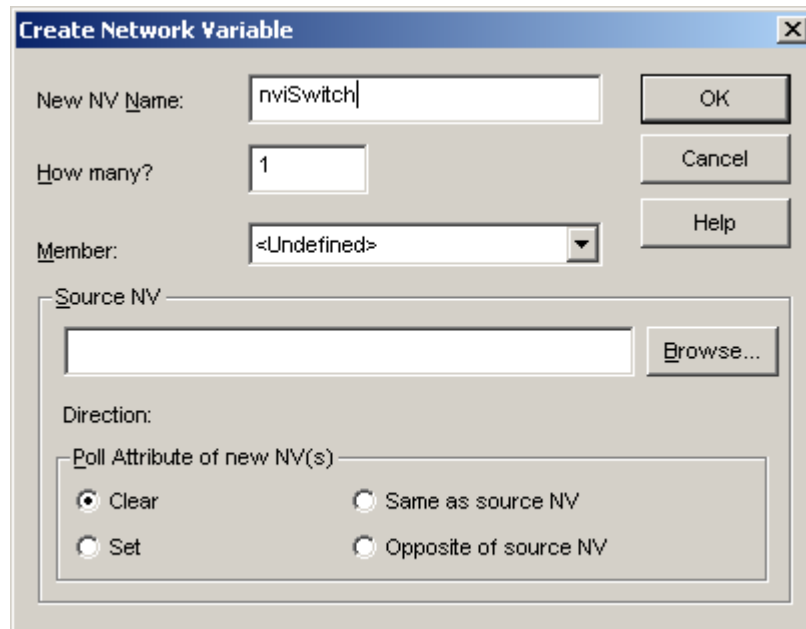 Create Network Variable
New NV Name: nviSwitch OK
How many? 1 Cancel
Member: <Undefined> Help
Source NV
Browse...
Direction:
Poll Attribute of new NV(s)
Clear Same as source NV
Set Opposite of source NV